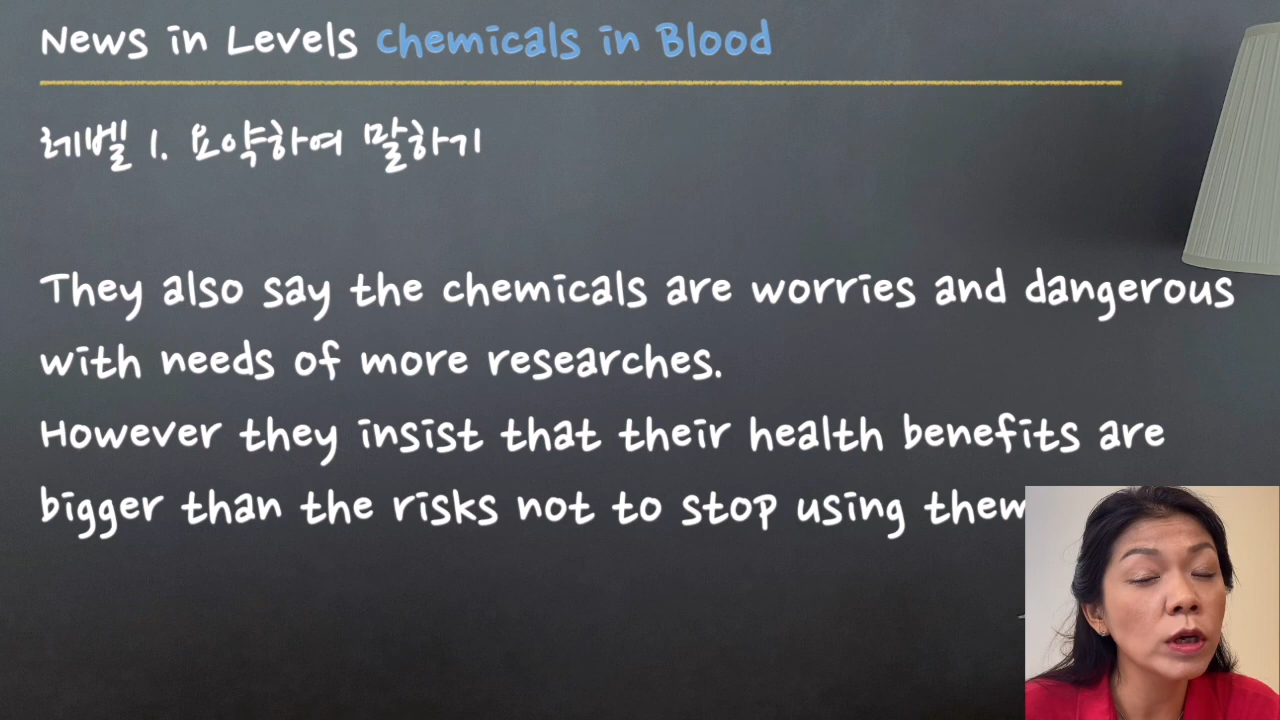 News in Levels Chemicals in Blood
레벨 1. 요약하여 말하기
They also say the chemicals are worries and dangerous
with needs of more researches.
However they insist that their health benefits are
bigger than the risks not to stop using them